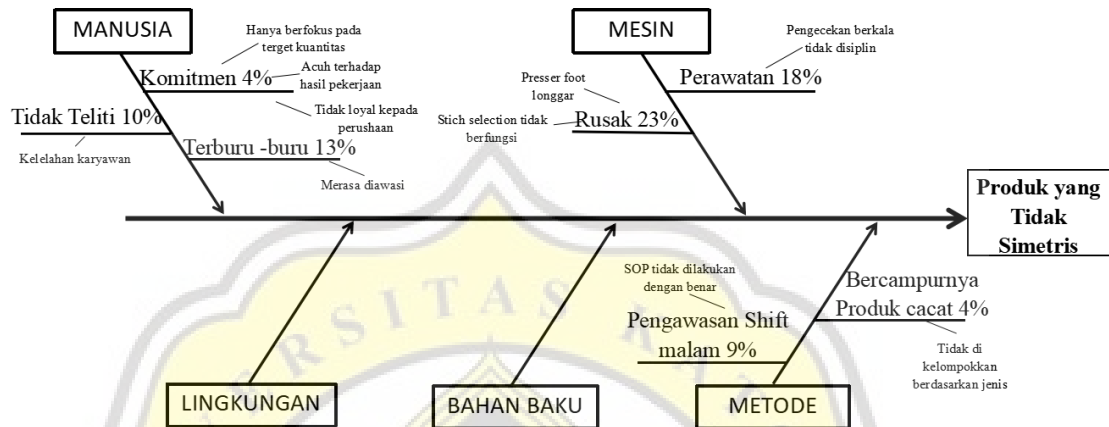 MANUSIA
Hanya berfokus pada
terget kuantitas
Komitmen 4%
Acuh terhadap
hasil pekerjaan
Tidak loyal kepada
perushaan
Tidak Teliti 10%
Kelelahan karyawan
Terburu -buru 13%
Merasa diawasi
MESIN
Pengecekan berkala
tidak disiplin
Perawatan 18%
Presser foot
longgar
Rusak 23%
Stich selection tidak
berfungsi
Produk yang
Tidak
Simetris
SOP tidak dilakukan
dengan benar
Pengawasan Shift
malam 9%
Bercampurnya
Produk cacat 4%
Tidak di
kelompokkan
berdasarkan jenis
LINGKUNGAN
BAHAN BAKU
METODE
VERSITAS KAT